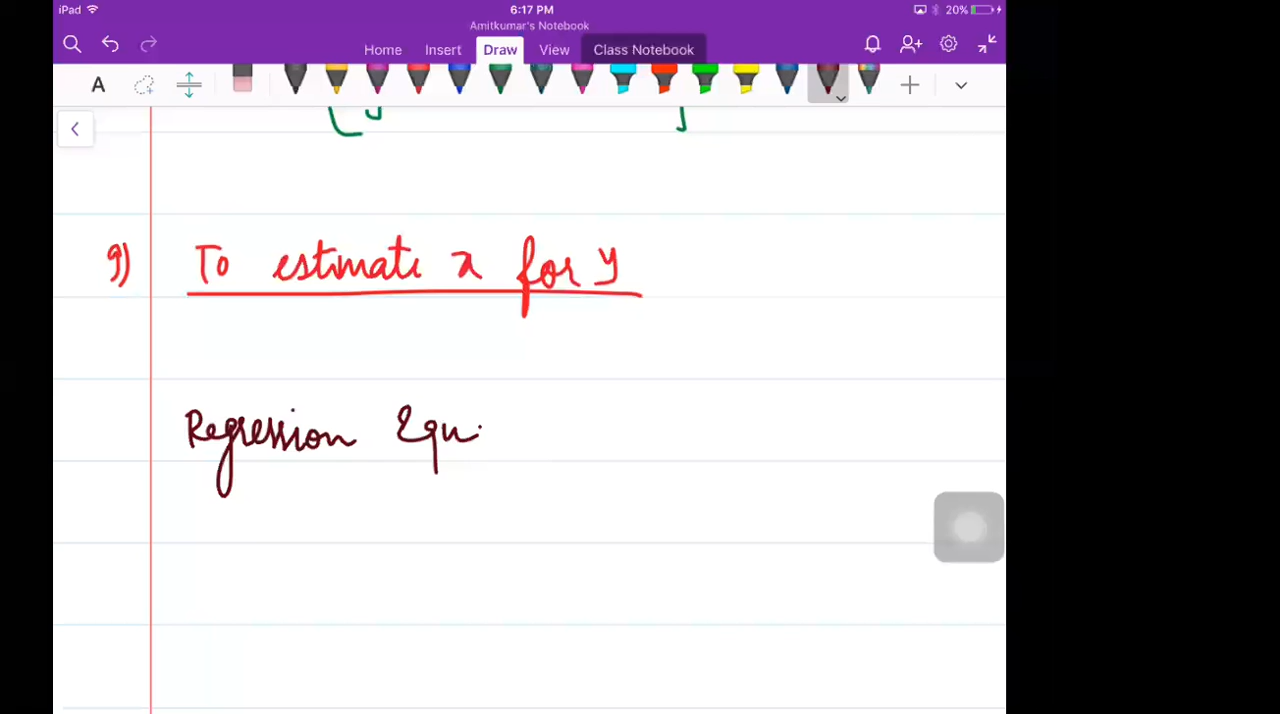 iPad
6:17 PM
20%
Amitkumar's Notebook
Home Insert Draw View Class Notebook
A
9) To estimate x for y
Regression Equ